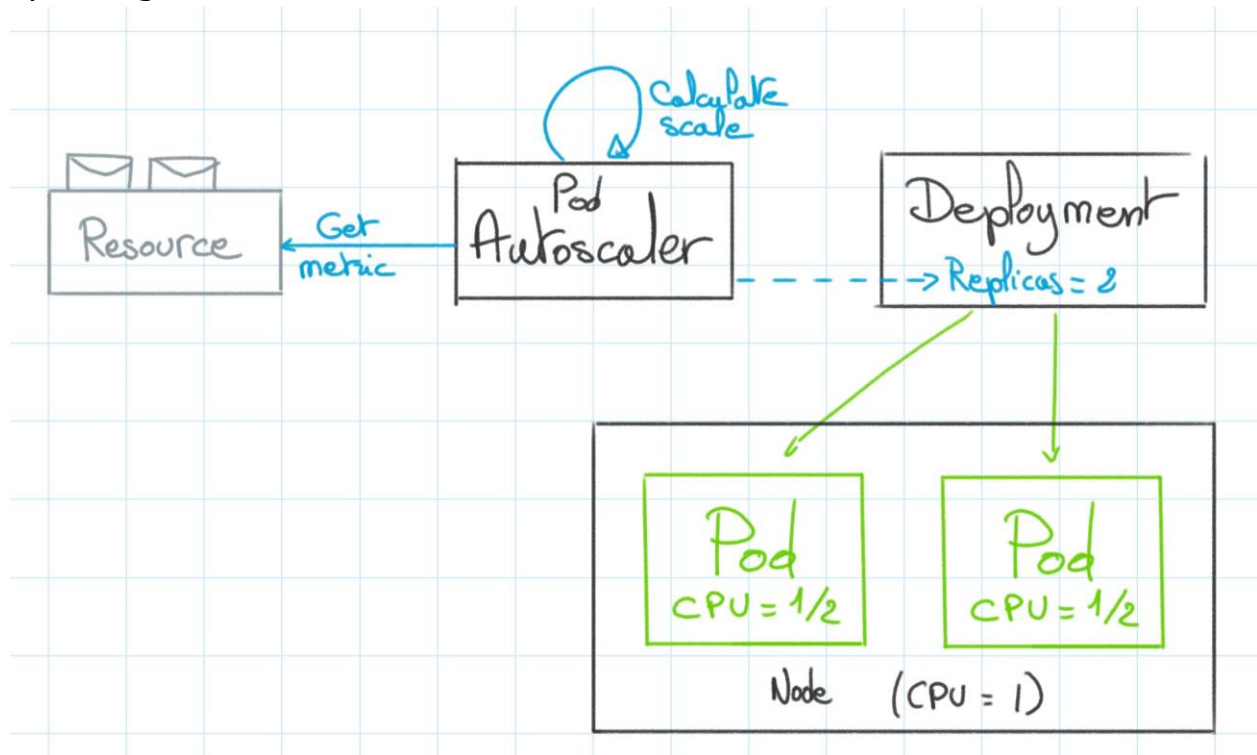 Calculate
scale
Resource
Get
metric
Pod
Autoscaler
Deployment
Replicas = 2
Pod
CPU = 1/2
Pod
CPU = 1/2
Node (CPU = 1)